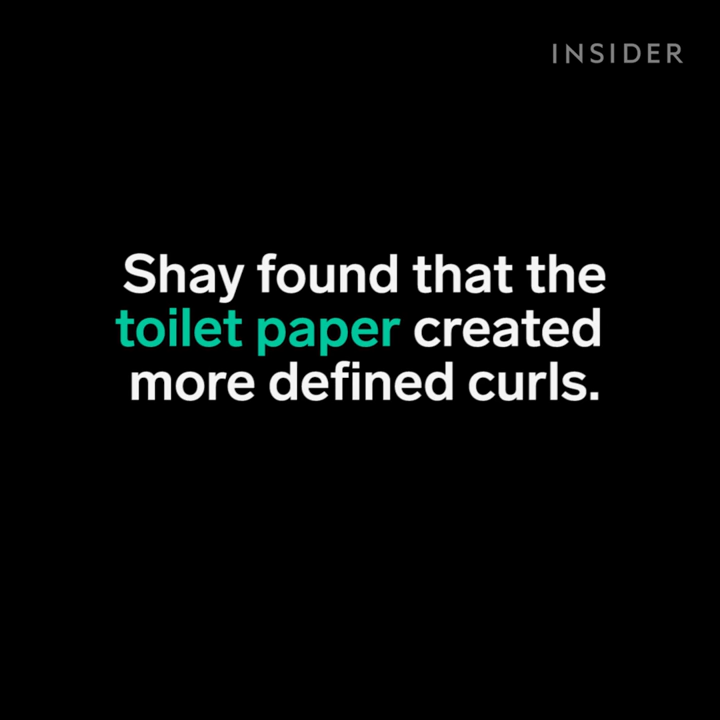 INSIDER
Shay found that the
toilet paper created
more defined curls.